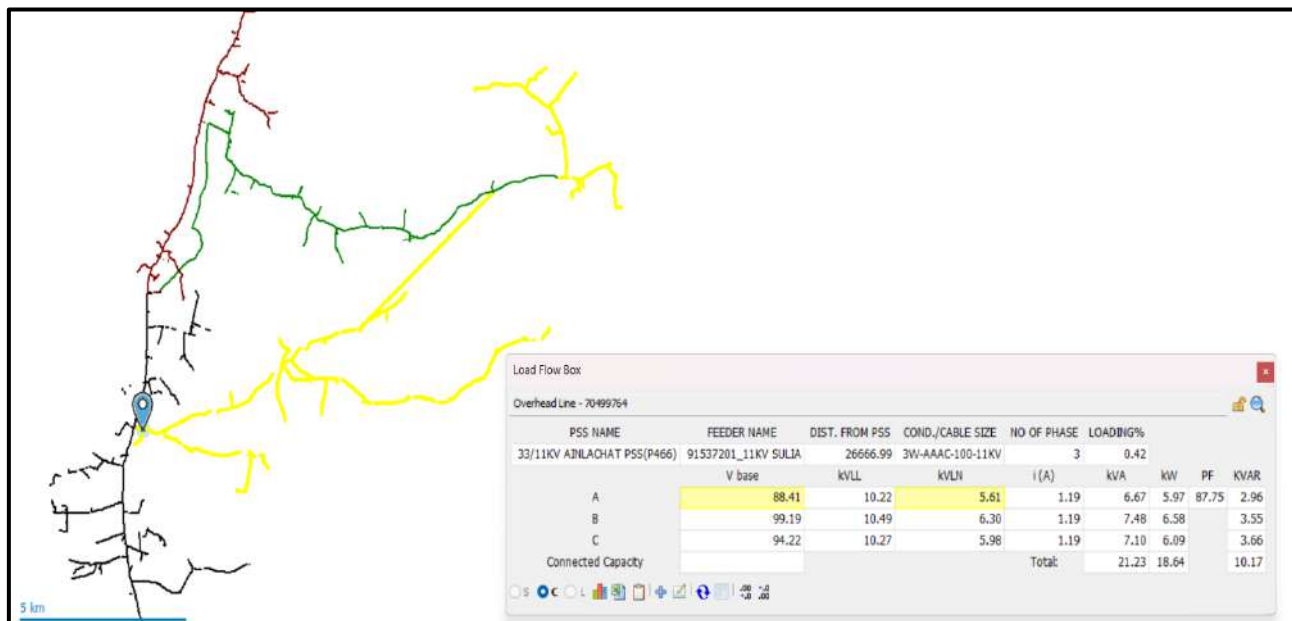 5 km
Load Flow Box
Overhead Line - 70499764
PSS NAME FEEDER NAME DIST. FROM PSS COND./CABLE SIZE NO OF PHASE LOADING%
33/11KV AINLACHAT PSS(P466) 91537201_11KV SULIA 26666.99 3W-AAAC-100-11KV 3 0.42
V base kVLL kVLN i (A) kVA kW PF KVAR
A 88.41 10.22 5.61 1.19 6.67 5.97 87.75 2.96
B 99.19 10.49 6.30 1.19 7.48 6.58 3.55
C 94.22 10.27 5.98 1.19 7.10 6.09 3.66
Connected Capacity Total: 21.23 18.64 10.17
S C L